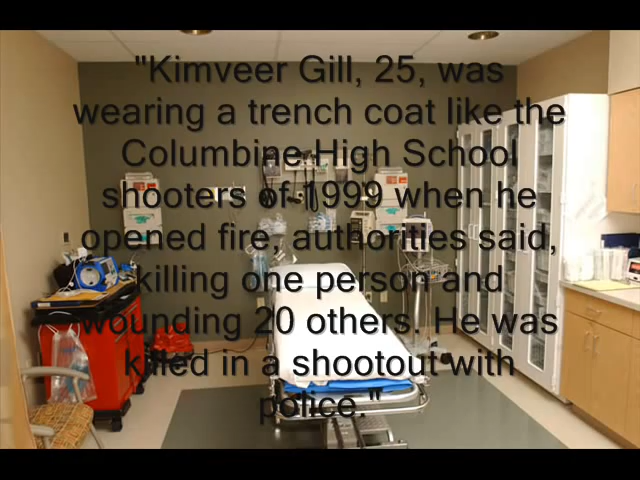 "Kimveer Gill, 25, was
wearing a trench coat like the
Columbine High School
shooters of 1999 when he
opened fire, authorities said,
killing one person and
wounding 20 others. He was
killed in a shootout with
police."